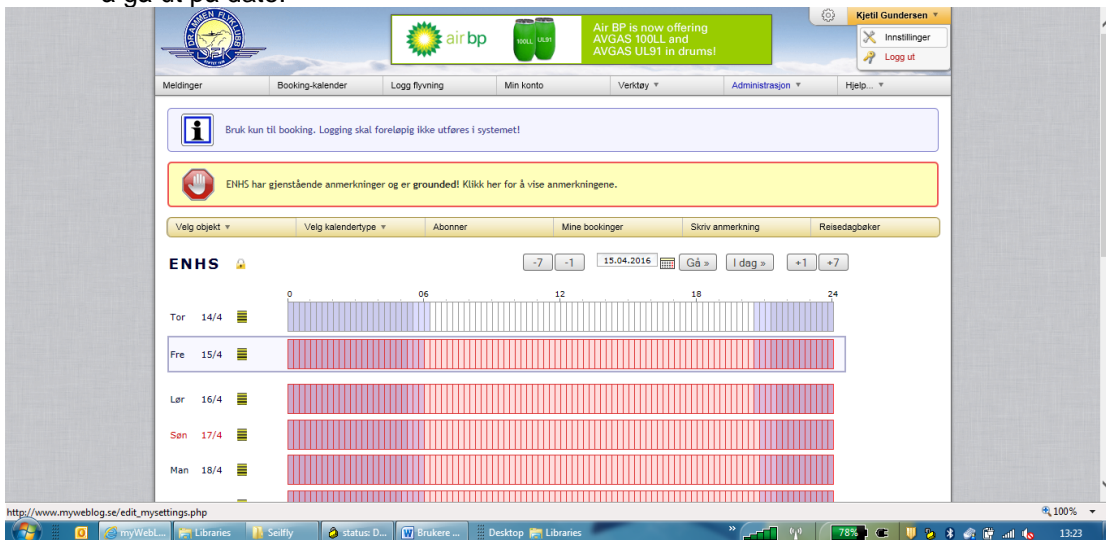 a gå ut på dato.
DRAMMEN FLYKLUBB
DFK
air bp
100LL UL91
Air BP is now offering
AVGAS 100LL and
AVGAS UL91 in drums!
Kjetil Gundersen
Innstillinger
Logg ut
Meldinger Booking-kalender Logg flyvning Min konto Verktøy Administrasjon Hjelp...
Bruk kun til booking. Logging skal foreløpig ikke utføres i systemet!
ENHS har gjenstående anmerkninger og er grounded! Klikk her for å vise anmerkningene.
Velg objekt Velg kalendertype Abonner Mine bookinger Skriv anmerkning Reisedagbøker
ENHS -7 -1 15.04.2016 Gå » I dag » +1 +7
0 06 12 18 24
Tor 14/4
Fre 15/4
Lør 16/4
Søn 17/4
Man 18/4
http://www.myweblog.se/edit_mysettings.php 100%
myWebL... Libraries Seilfly status: D... Brukere ... Desktop Libraries » 78% 13:23